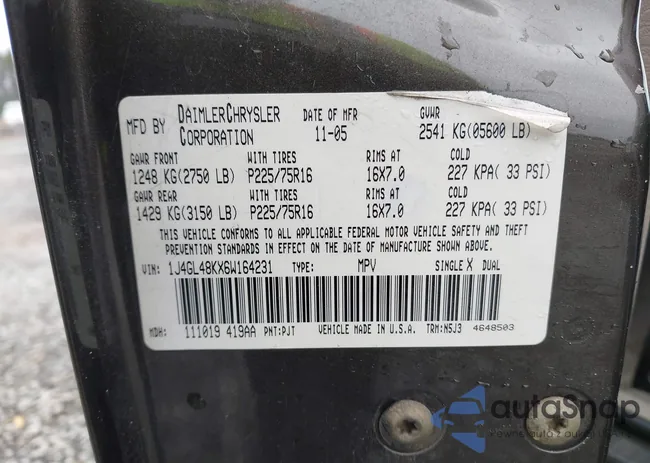 MFD BY DAIMLERCHRYSLER CORPORATION DATE OF MFR 11-05 GVWR 2541 KG(05600 LB)
GAWR FRONT WITH TIRES RIMS AT COLD
1248 KG(2750 LB) P225/75R16 16X7.0 227 KPA( 33 PSI)
GAWR REAR WITH TIRES RIMS AT COLD
1429 KG(3150 LB) P225/75R16 16X7.0 227 KPA( 33 PSI)
THIS VEHICLE CONFORMS TO ALL APPLICABLE FEDERAL MOTOR VEHICLE SAFETY AND THEFT
PREVENTION STANDARDS IN EFFECT ON THE DATE OF MANUFACTURE SHOWN ABOVE.
VIN: 1J4GL48KX6W164231 TYPE: MPV SINGLE X DUAL
MDH: 111019 419AA PNT:PJT VEHICLE MADE IN U.S.A. TRM:N5J3 4648503
autaSnap